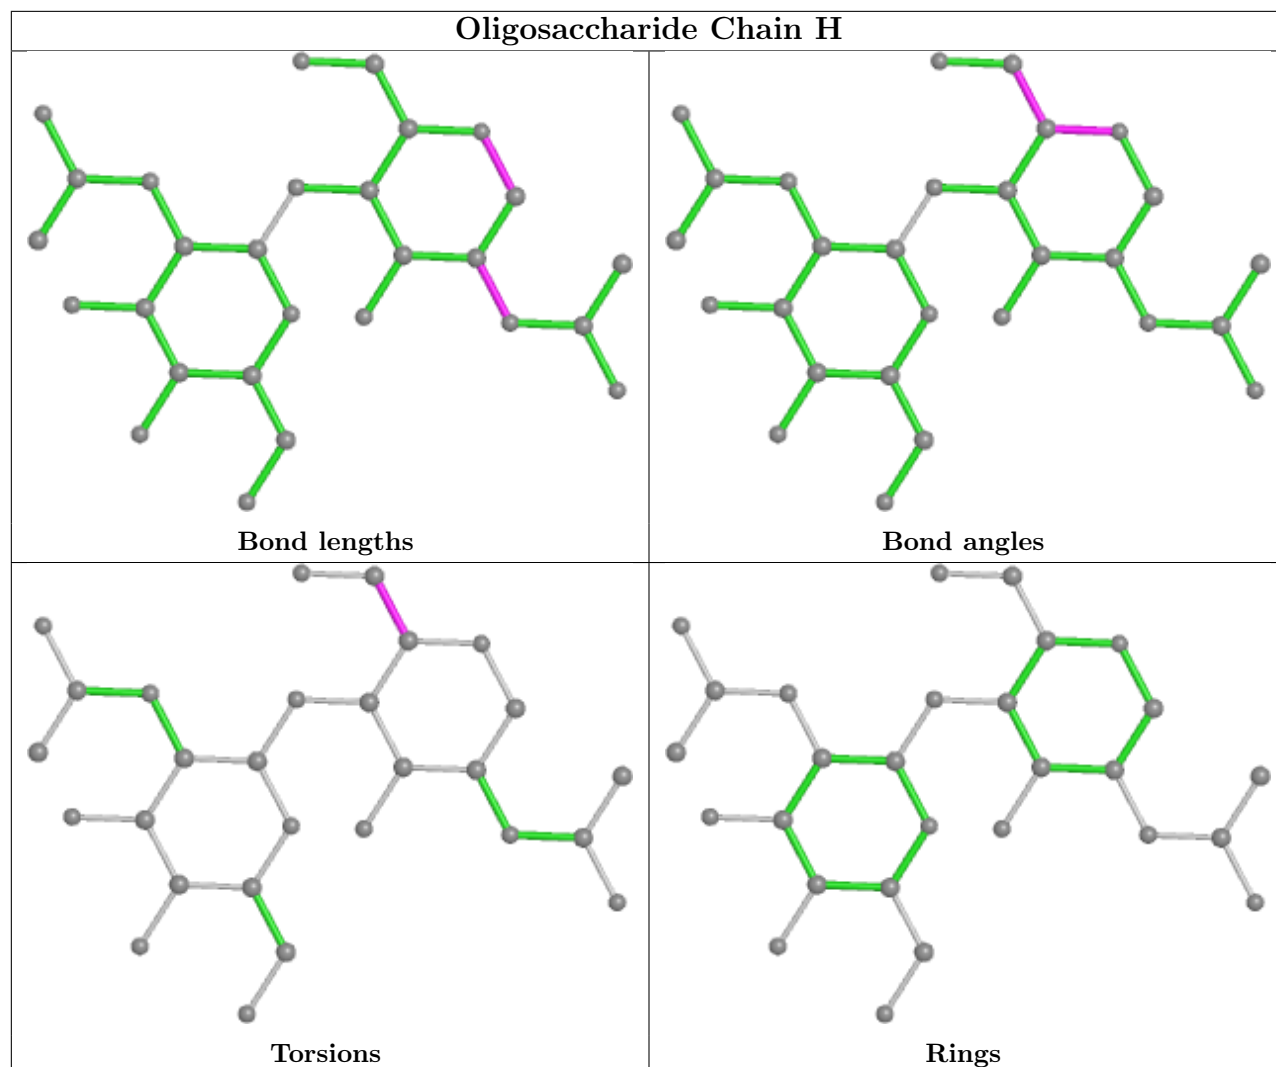 Oligosaccharide Chain H
Bond lengths
Bond angles
Torsions
Rings